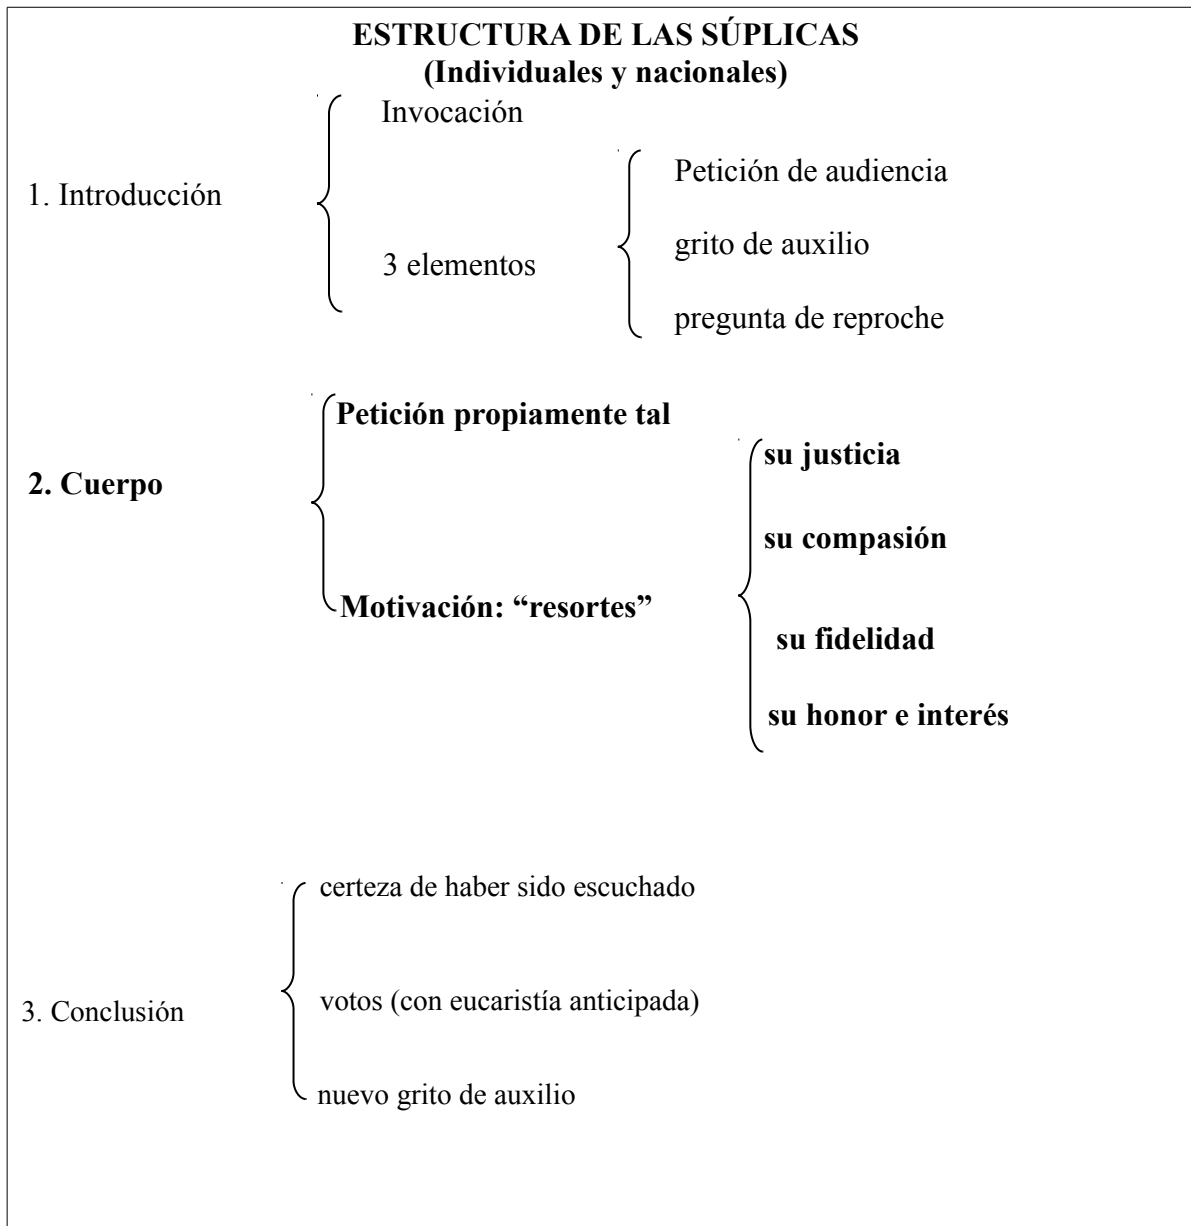 ESTRUCTURA DE LAS SÚPLICAS
(Individuales y nacionales)
1. Introducción
Invocación
3 elementos
Petición de audiencia
grito de auxilio
pregunta de reproche
2. Cuerpo
Petición propiamente tal
Motivación: “resortes”
su justicia
su compasión
su fidelidad
su honor e interés
3. Conclusión
certeza de haber sido escuchado
votos (con eucaristía anticipada)
nuevo grito de auxilio